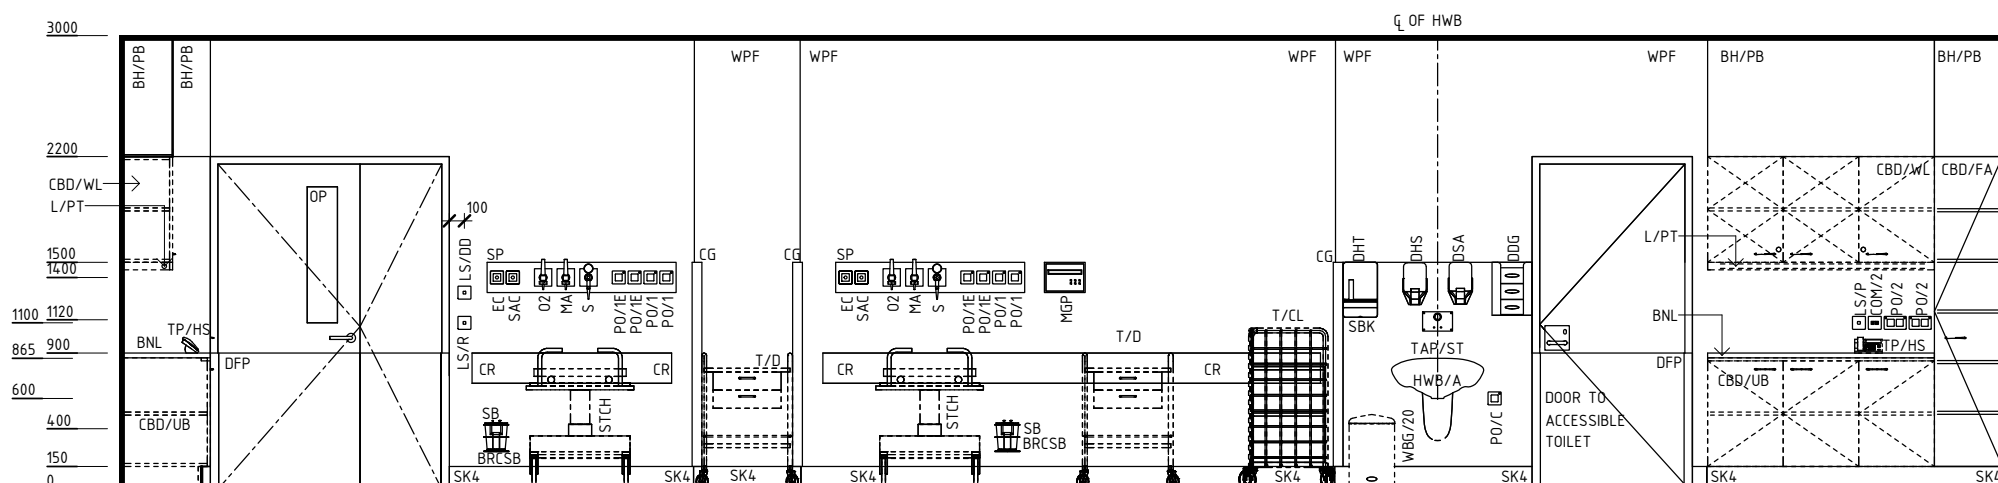 ℄ OF HWB
3000
BH/PB
BH/PB
WPF
WPF
WPF
WPF
WPF
BH/PB
BH/PB
2200
CBD/WL
L/PT
OP
100
CBD/WL
CBD/FA
L/PT
1500
1400
LS/DD
SP
CG
CG
SP
CG
DHT
DHS
DSA
DDG
EC
SAC
O2
MA
S
PO/1E
PO/1E
PO/1
PO/1
EC
SAC
O2
MA
S
PO/1E
PO/1E
PO/1
PO/1
MGP
LS/P
COM/2
PO/2
PO/2
1100
1120
TP/HS
BNL
LS/R
T/CL
SBK
BNL
TP/HS
865
900
DFP
CR
CR
T/D
CR
T/D
CR
TAP/ST
HWB/A
DFP
CBD/UB
600
DOOR TO
ACCESSIBLE
TOILET
400
CBD/UB
SB
BRCSB
STCH
STCH
SB
BRCSB
WBG/20
PO/C
150
SK4
SK4
SK4
SK4
SK4
SK4
SK4
SK4
0